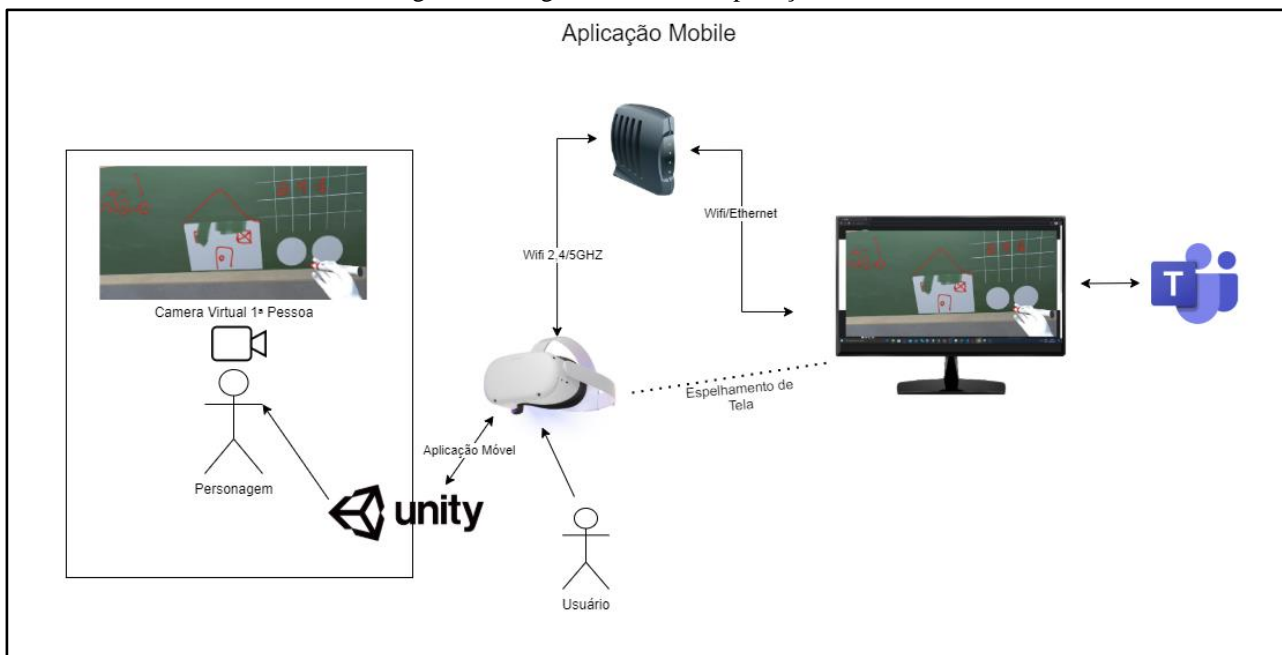 Aplicação Mobile
Wifi/Ethernet
Wifi 2,4/5GHZ
Camera Virtual 1ª Pessoa
T
Espelhamento de
Tela
Aplicação Móvel
Personagem
unity
Usuário